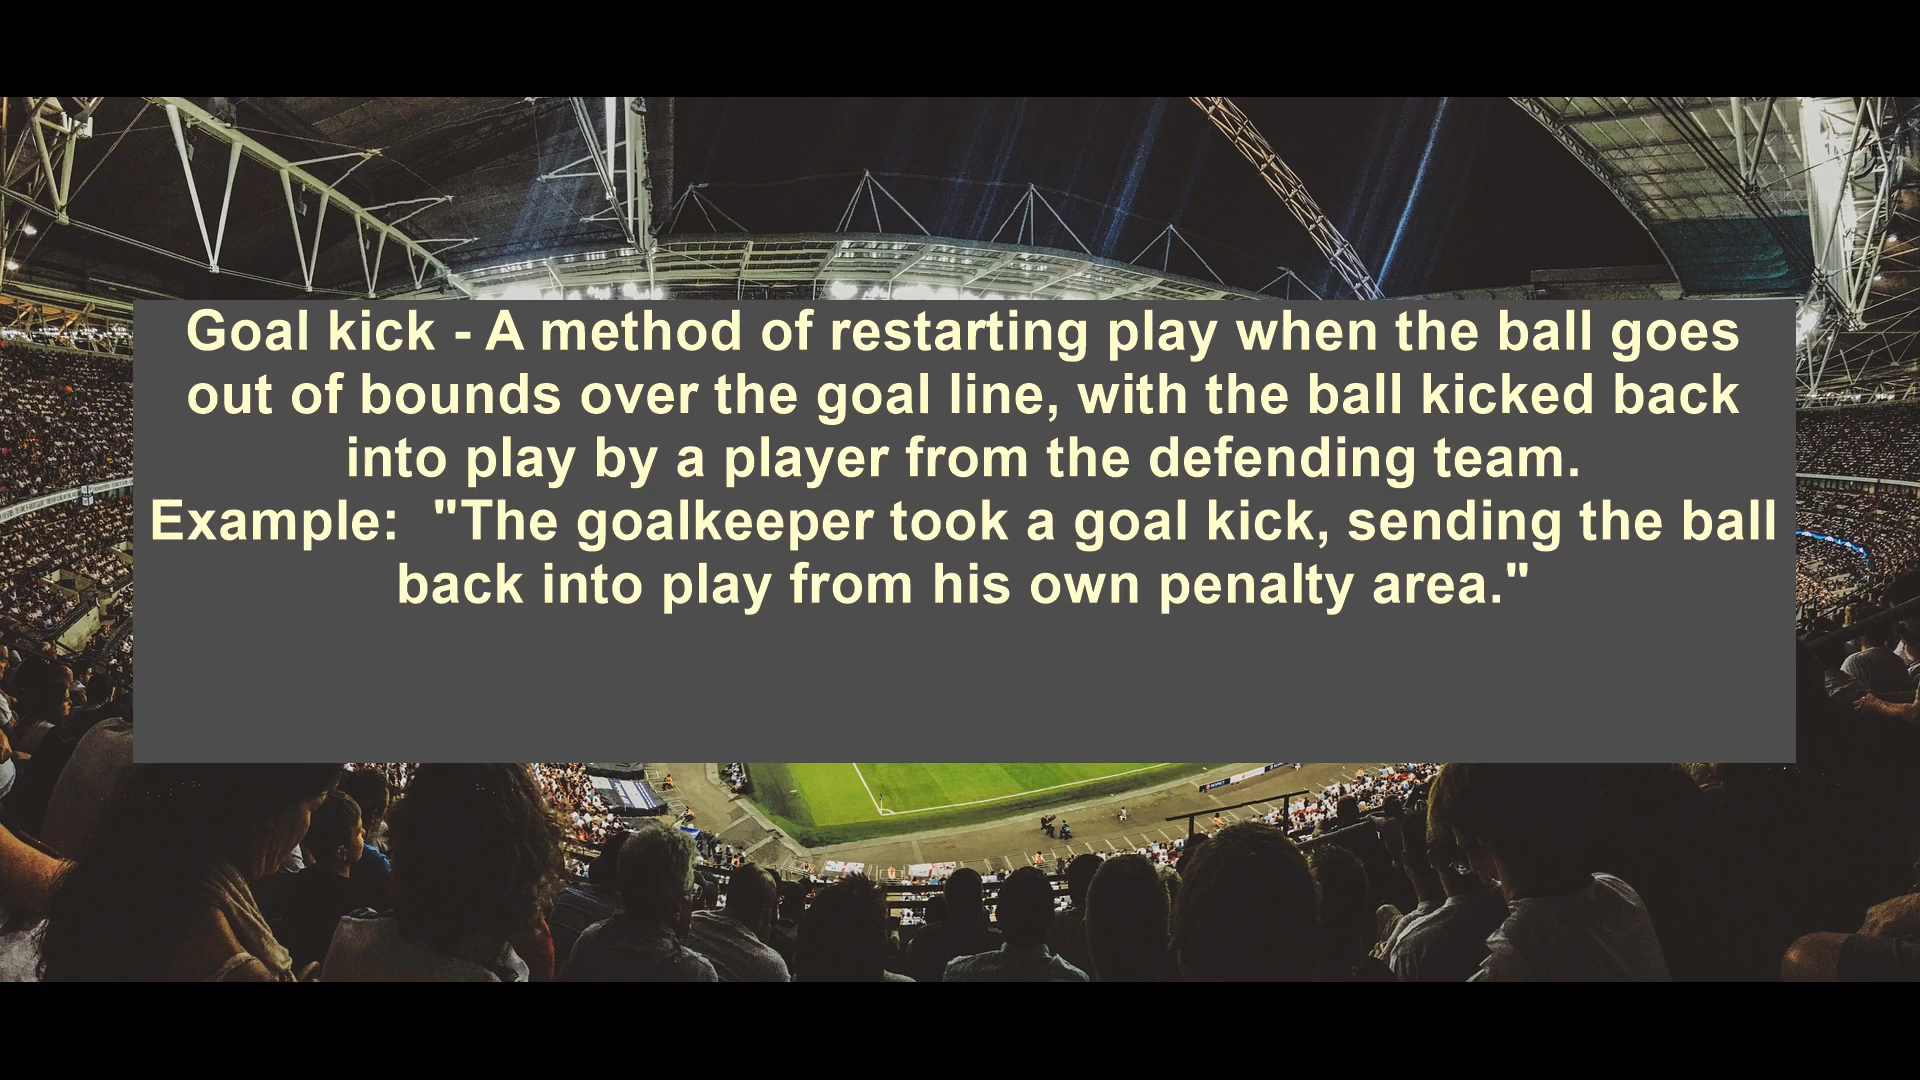 Goal kick - A method of restarting play when the ball goes
out of bounds over the goal line, with the ball kicked back
into play by a player from the defending team.
Example:  "The goalkeeper took a goal kick, sending the ball
back into play from his own penalty area."